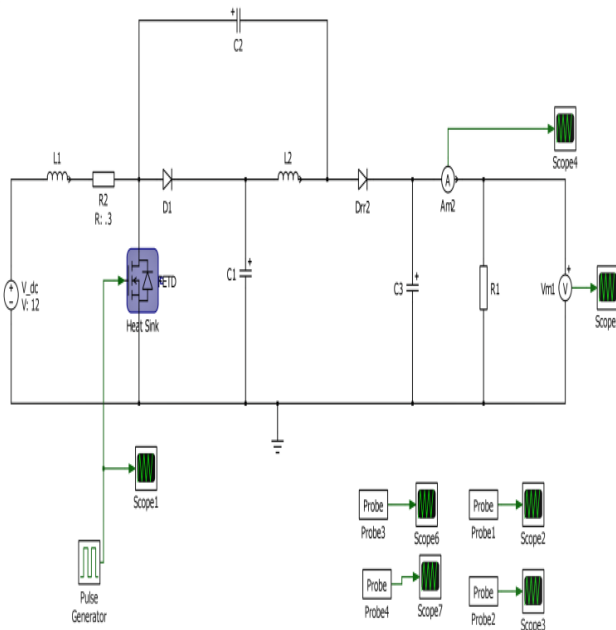 C2
Scope4
L1
L2
R2
R: .3
D1
Drr2
A
Am2
V_dc
V: 12
ETD
C1
C3
R1
Vm1
V
Scope
Heat Sink
Scope1
Pulse
Generator
Probe
Probe3
Scope6
Probe
Probe1
Scope2
Probe
Probe4
Scope7
Probe
Probe2
Scope3